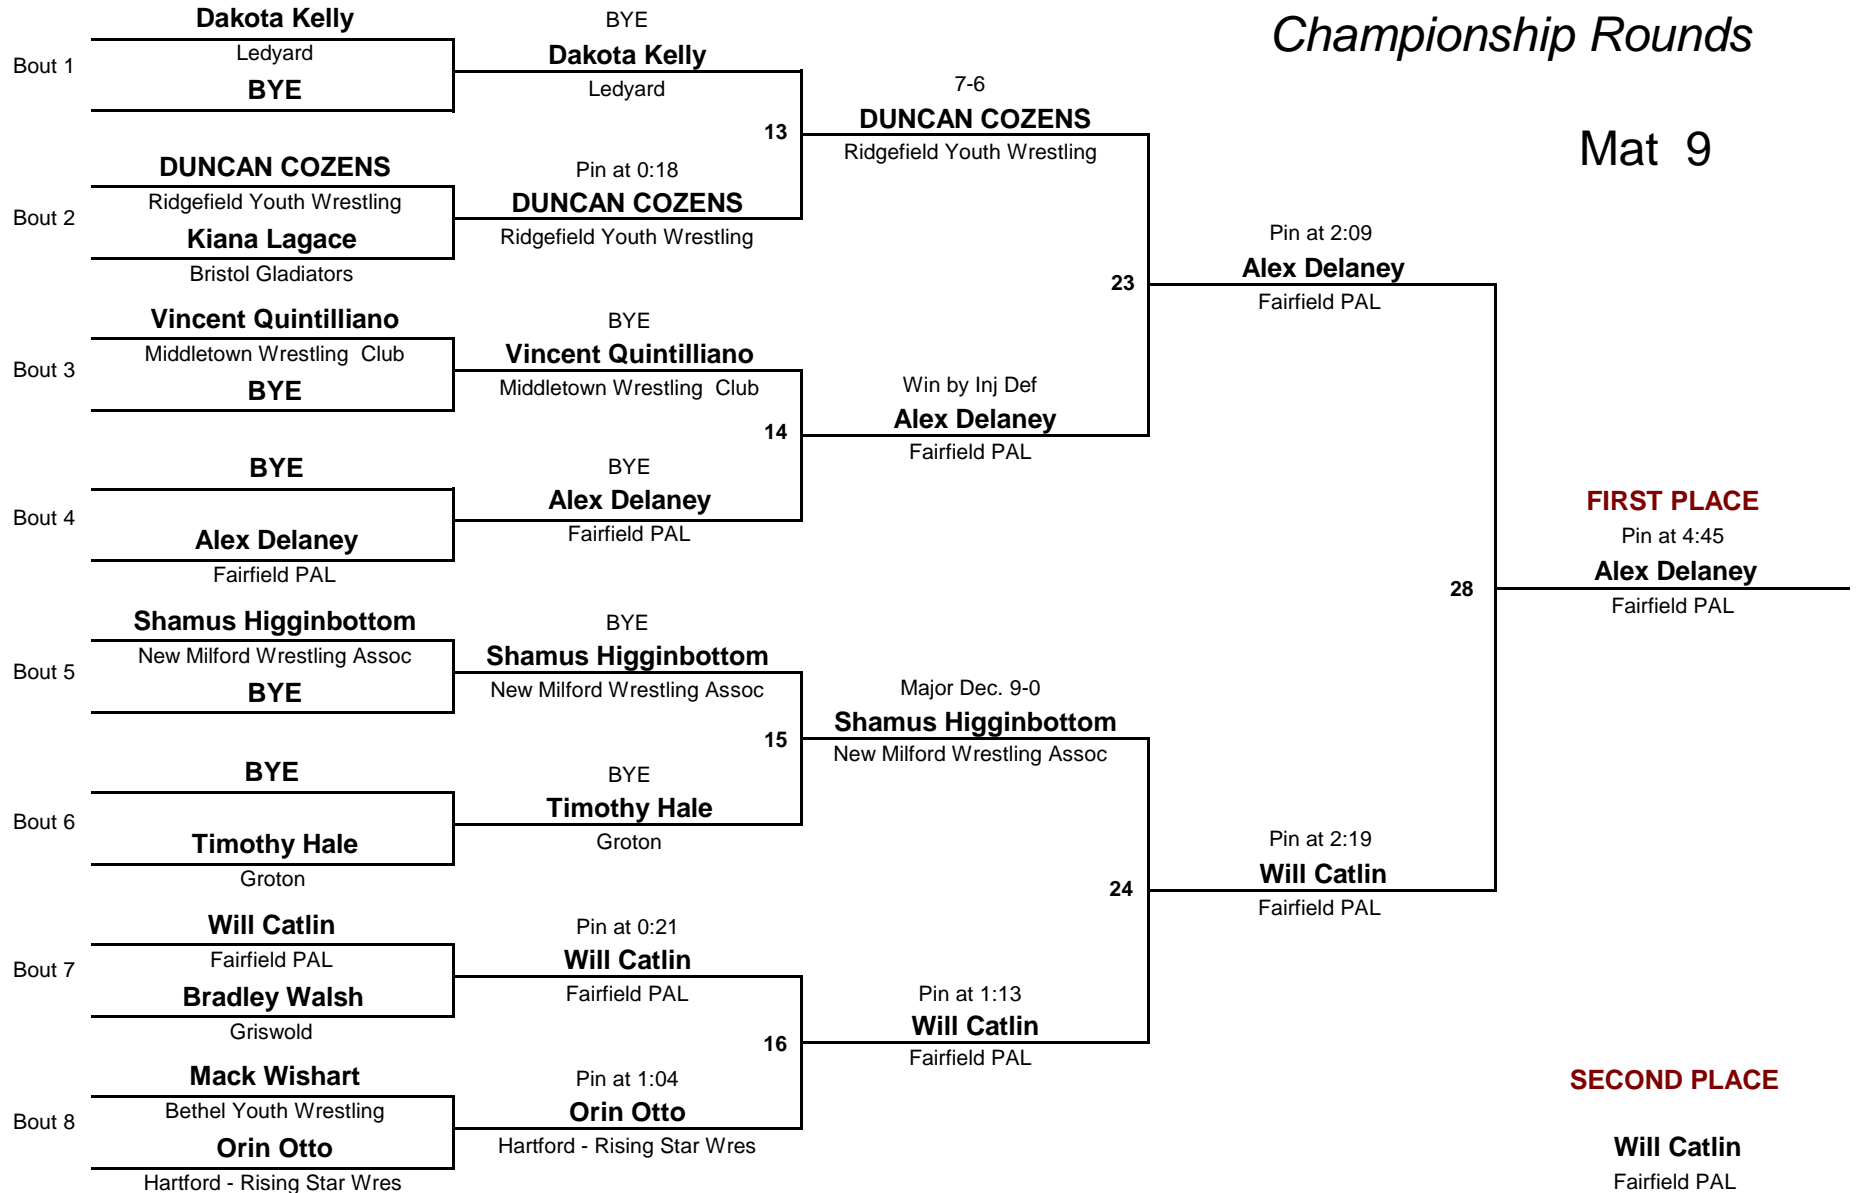 Championship Rounds
Mat 9
Bout 1
Dakota Kelly
Ledyard
BYE
Bout 2
DUNCAN COZENS
Ridgefield Youth Wrestling
Kiana Lagace
Bristol Gladiators
Bout 3
Vincent Quintilliano
Middletown Wrestling Club
BYE
Bout 4
BYE
Alex Delaney
Fairfield PAL
Bout 5
Shamus Higginbottom
New Milford Wrestling Assoc
BYE
Bout 6
BYE
Timothy Hale
Groton
Bout 7
Will Catlin
Fairfield PAL
Bradley Walsh
Griswold
Bout 8
Mack Wishart
Bethel Youth Wrestling
Orin Otto
Hartford - Rising Star Wres
BYE
Dakota Kelly
Ledyard
13
Pin at 0:18
DUNCAN COZENS
Ridgefield Youth Wrestling
BYE
Vincent Quintilliano
Middletown Wrestling Club
14
BYE
Alex Delaney
Fairfield PAL
BYE
Shamus Higginbottom
New Milford Wrestling Assoc
15
BYE
Timothy Hale
Groton
Pin at 0:21
Will Catlin
Fairfield PAL
16
Pin at 1:04
Orin Otto
Hartford - Rising Star Wres
7-6
DUNCAN COZENS
Ridgefield Youth Wrestling
23
Win by Inj Def
Alex Delaney
Fairfield PAL
Major Dec. 9-0
Shamus Higginbottom
New Milford Wrestling Assoc
24
Pin at 1:13
Will Catlin
Fairfield PAL
Pin at 2:09
Alex Delaney
Fairfield PAL
28
Pin at 2:19
Will Catlin
Fairfield PAL
FIRST PLACE
Pin at 4:45
Alex Delaney
Fairfield PAL
SECOND PLACE
Will Catlin
Fairfield PAL